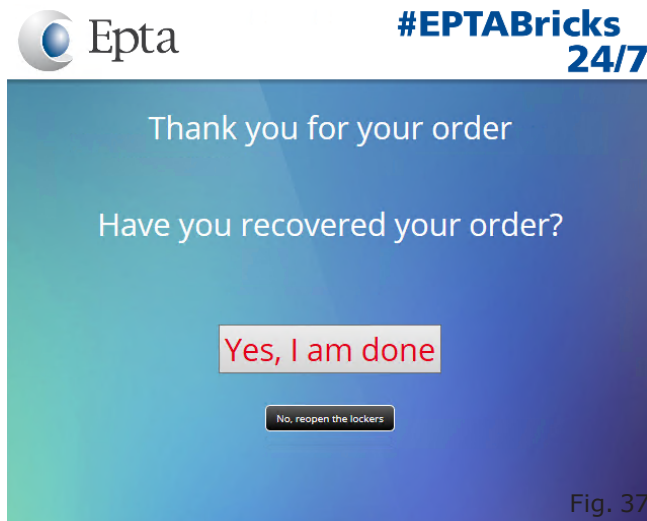 Epta
#EPTABricks
24/7
Thank you for your order
Have you recovered your order?
Yes, I am done
No, reopen the lockers
Fig. 37